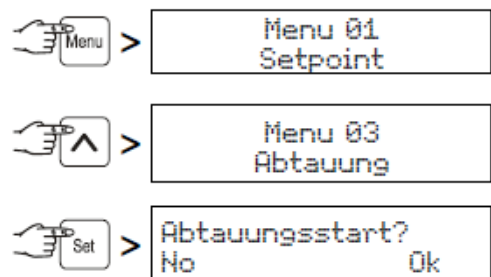 Menu
>
Menu 01
Setpoint
>
Menu 03
Abtauung
Set
>
Abtauungsstart?
No Ok